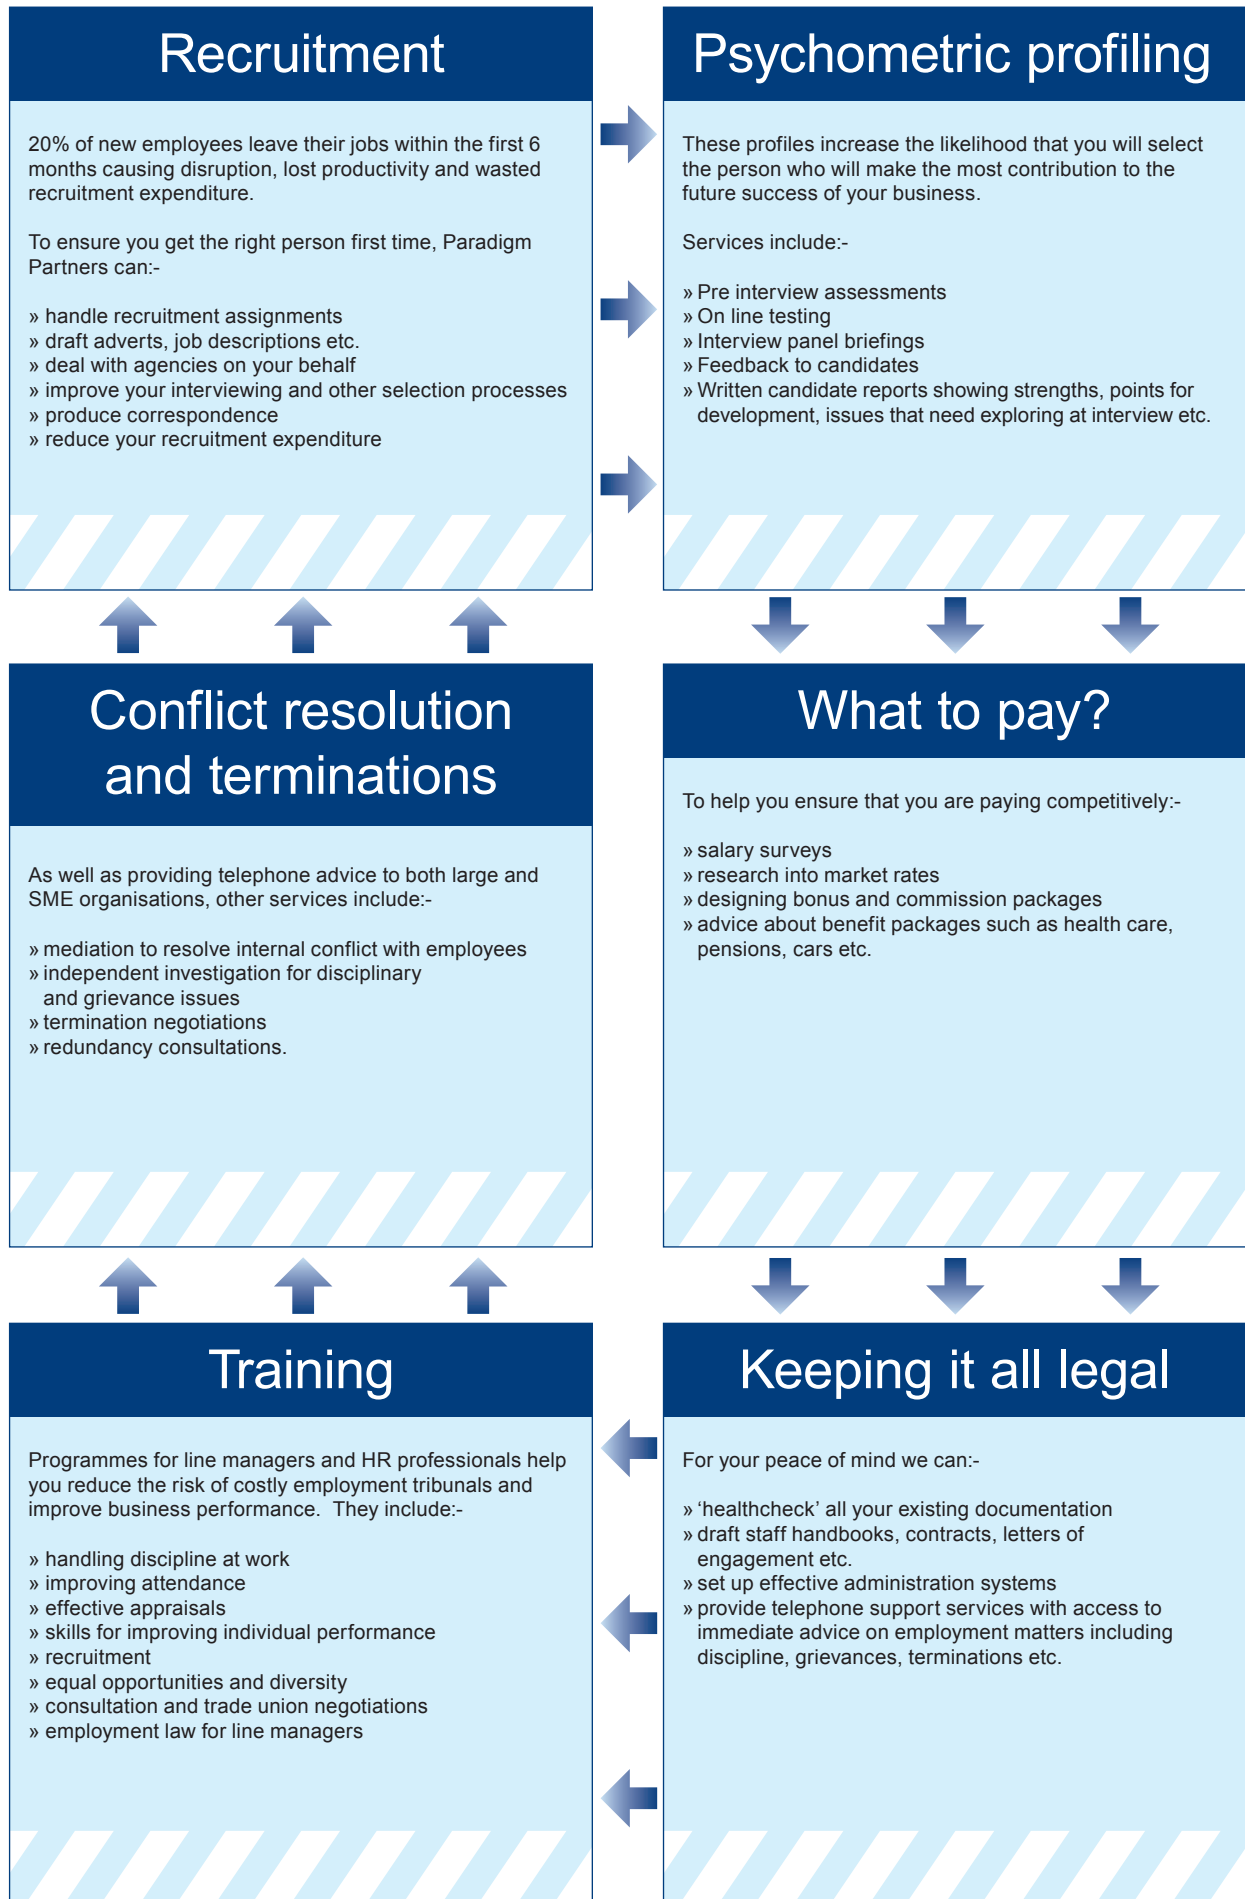 Recruitment
20% of new employees leave their jobs within the first 6
months causing disruption, lost productivity and wasted
recruitment expenditure.
To ensure you get the right person first time, Paradigm
Partners can:-
» handle recruitment assignments
» draft adverts, job descriptions etc.
» deal with agencies on your behalf
» improve your interviewing and other selection processes
» produce correspondence
» reduce your recruitment expenditure
Psychometric profiling
These profiles increase the likelihood that you will select
the person who will make the most contribution to the
future success of your business.
Services include:-
» Pre interview assessments
» On line testing
» Interview panel briefings
» Feedback to candidates
» Written candidate reports showing strengths, points for
development, issues that need exploring at interview etc.
Conflict resolution
and terminations
As well as providing telephone advice to both large and
SME organisations, other services include:-
» mediation to resolve internal conflict with employees
» independent investigation for disciplinary
and grievance issues
» termination negotiations
» redundancy consultations.
What to pay?
To help you ensure that you are paying competitively:-
» salary surveys
» research into market rates
» designing bonus and commission packages
» advice about benefit packages such as health care,
pensions, cars etc.
Training
Programmes for line managers and HR professionals help
you reduce the risk of costly employment tribunals and
improve business performance.  They include:-
» handling discipline at work
» improving attendance
» effective appraisals
» skills for improving individual performance
» recruitment
» equal opportunities and diversity
» consultation and trade union negotiations
» employment law for line managers
Keeping it all legal
For your peace of mind we can:-
» ‘healthcheck’ all your existing documentation
» draft staff handbooks, contracts, letters of
engagement etc.
» set up effective administration systems
» provide telephone support services with access to
immediate advice on employment matters including
discipline, grievances, terminations etc.